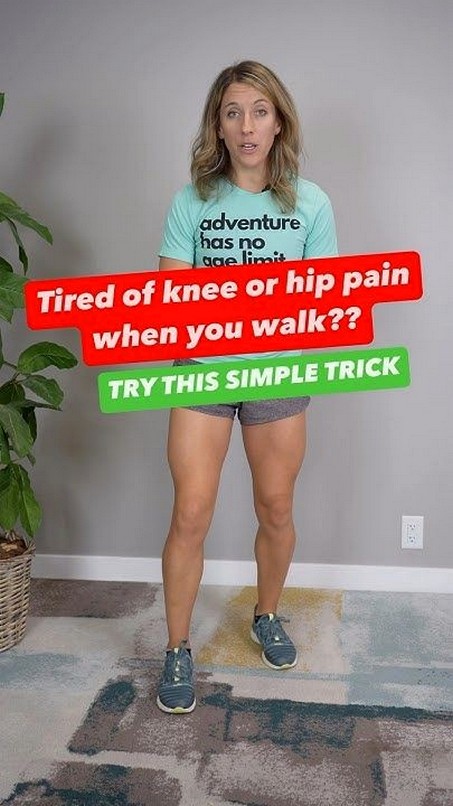 adventure
has no
age limit
Tired of knee or hip pain
when you walk??
TRY THIS SIMPLE TRICK